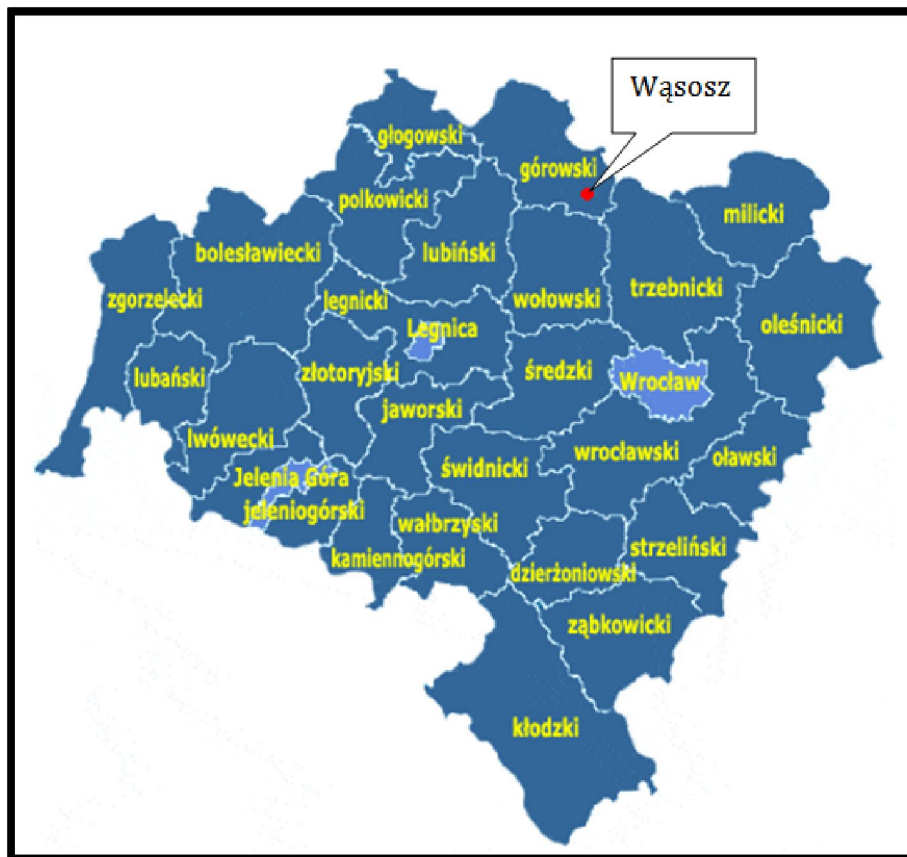 Wąsosz
głogowski
górowski
polkowicki
milicki
bolesławiecki
lubiński
zgorzelecki
legnicki
wołowski
trzebnicki
oleśnicki
Legnica
lubański
złotoryjski
średzki
Wrocław
jaworski
lwówecki
wrocławski
oławski
świdnicki
Jelenia Góra
jeleniogórski
wałbrzyski
strzeliński
kamiennogórski
dzierżoniowski
ząbkowicki
kłodzki